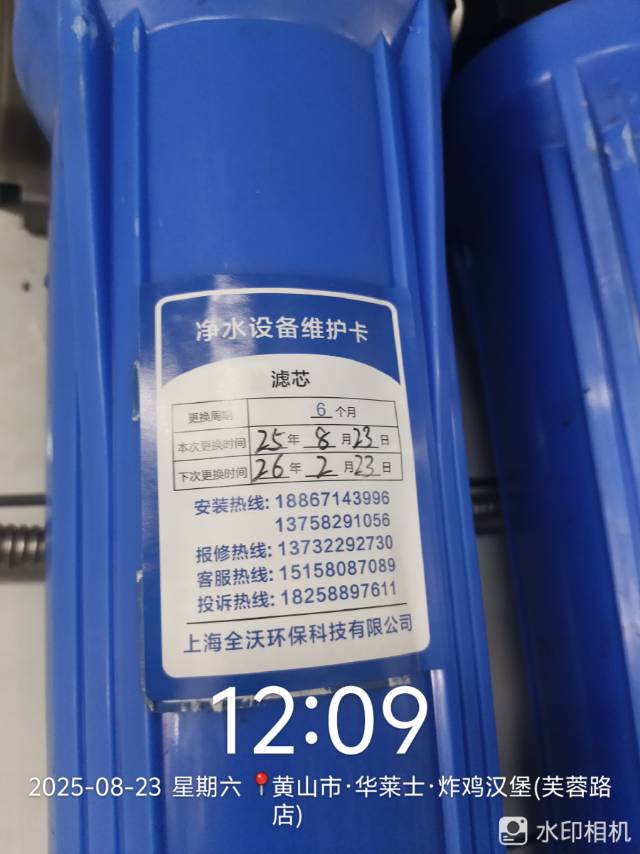 净水设备维护卡
滤芯
更换周期 6 个月
本次更换时间 25 年 8 月 23 日
下次更换时间 26 年 2 月 23 日
安装热线: 18867143996
13758291056
报修热线: 13732292730
客服热线: 15158087089
投诉热线: 18258897611
上海全沃环保科技有限公司
12:09
2025-08-23 星期六 📍黄山市·华莱士·炸鸡汉堡(芙蓉路
店)
水印相机